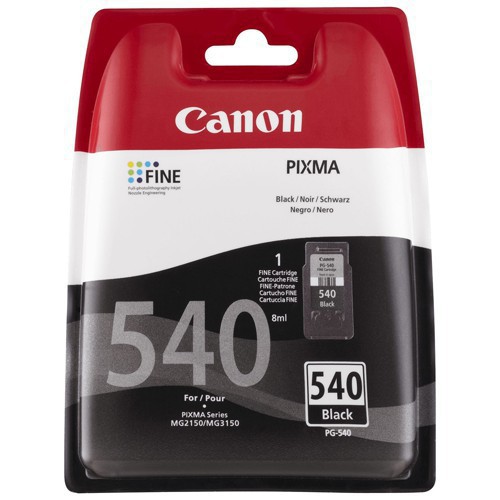 Canon
FINE
Full-photolithography Inkjet
Nozzle Engineering
PIXMA
Black / Noir / Schwarz
Negro / Nero
1
FINE Cartridge
Cartouche FINE
FINE-Patrone
Cartucho FINE
Cartuccia FINE
8ml
Canon
PG-540
FINE Cartridge
540
Black
540
For / Pour
PIXMA Series
MG2150/MG3150
540
Black
PG-540